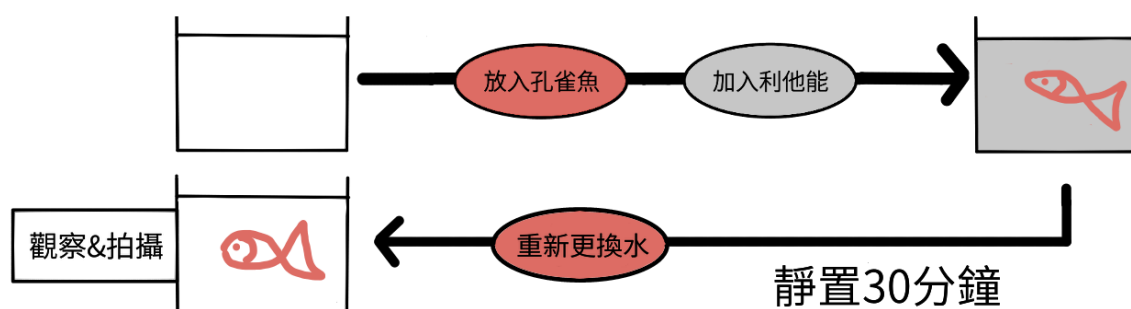 放入孔雀魚
加入利他能
靜置30分鐘
重新更換水
觀察&拍攝